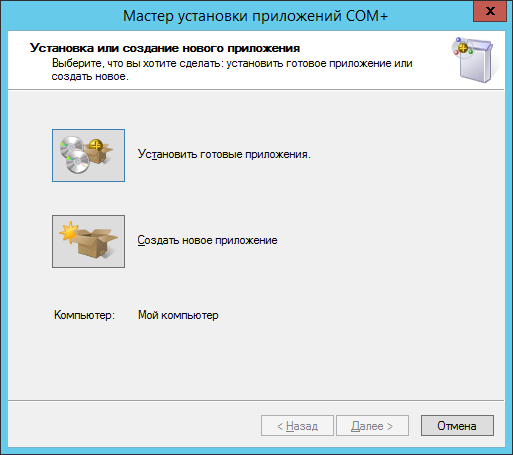 Мастер установки приложений COM+
x
Установка или создание нового приложения
Выберите, что вы хотите сделать: установить готовое приложение или
создать новое.
Установить готовые приложения.
Создать новое приложение
Компьютер: Мой компьютер
< Назад Далее > Отмена